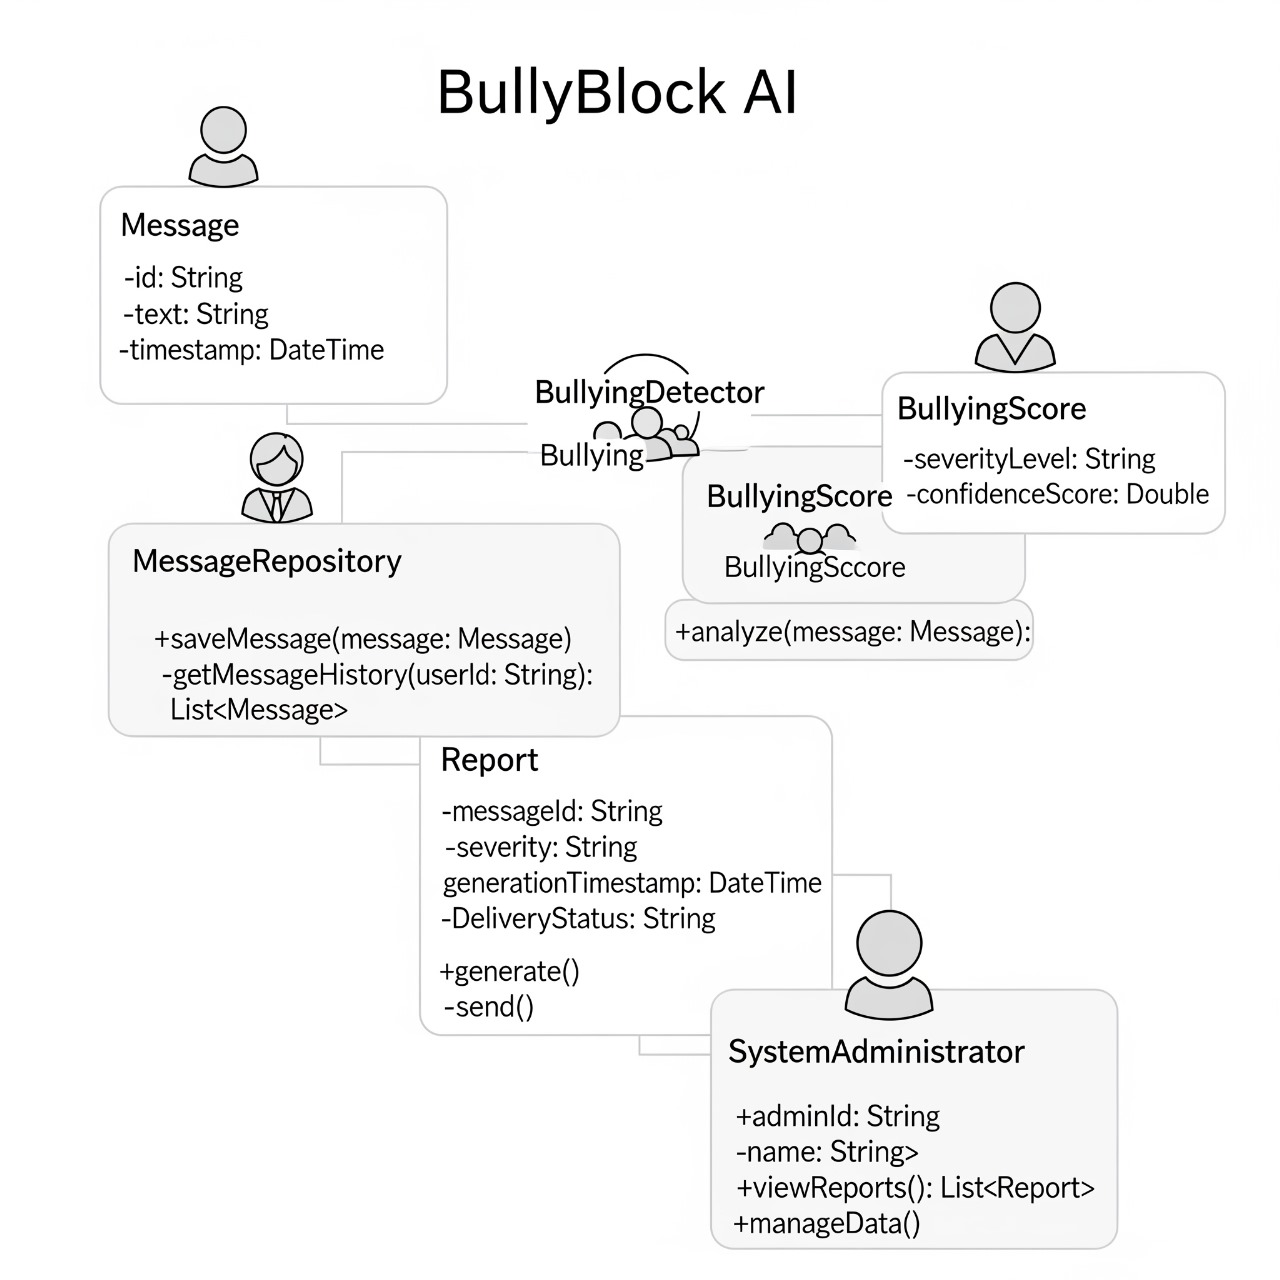 BullyBlock AI
Message
-id: String
-text: String
-timestamp: DateTime
BullyingDetector
Bullying
BullyingScore
-severityLevel: String
-confidenceScore: Double
BullyingScore
BullyingSccore
+analyze(message: Message):
MessageRepository
+saveMessage(message: Message)
-getMessageHistory(userId: String):
List<Message>
Report
-messageId: String
-severity: String
generationTimestamp: DateTime
-DeliveryStatus: String
+generate()
-send()
SystemAdministrator
+adminId: String
-name: String>
+viewReports(): List<Report>
+manageData()